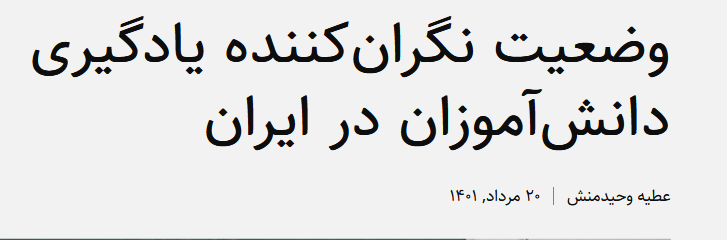 وضعیت نگران‌کننده یادگیری
دانش‌آموزان در ایران
عطیه وحیدمنش | ۲۰ مرداد, ۱۴۰۱